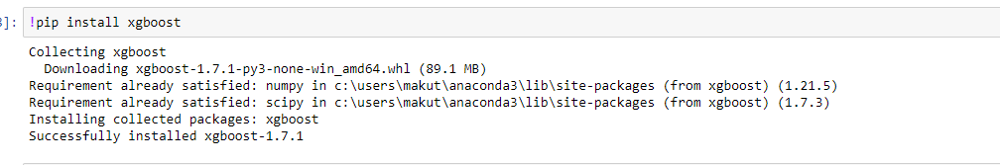 ]: !pip install xgboost
Collecting xgboost
  Downloading xgboost-1.7.1-py3-none-win_amd64.whl (89.1 MB)
Requirement already satisfied: numpy in c:\users\makut\anaconda3\lib\site-packages (from xgboost) (1.21.5)
Requirement already satisfied: scipy in c:\users\makut\anaconda3\lib\site-packages (from xgboost) (1.7.3)
Installing collected packages: xgboost
Successfully installed xgboost-1.7.1